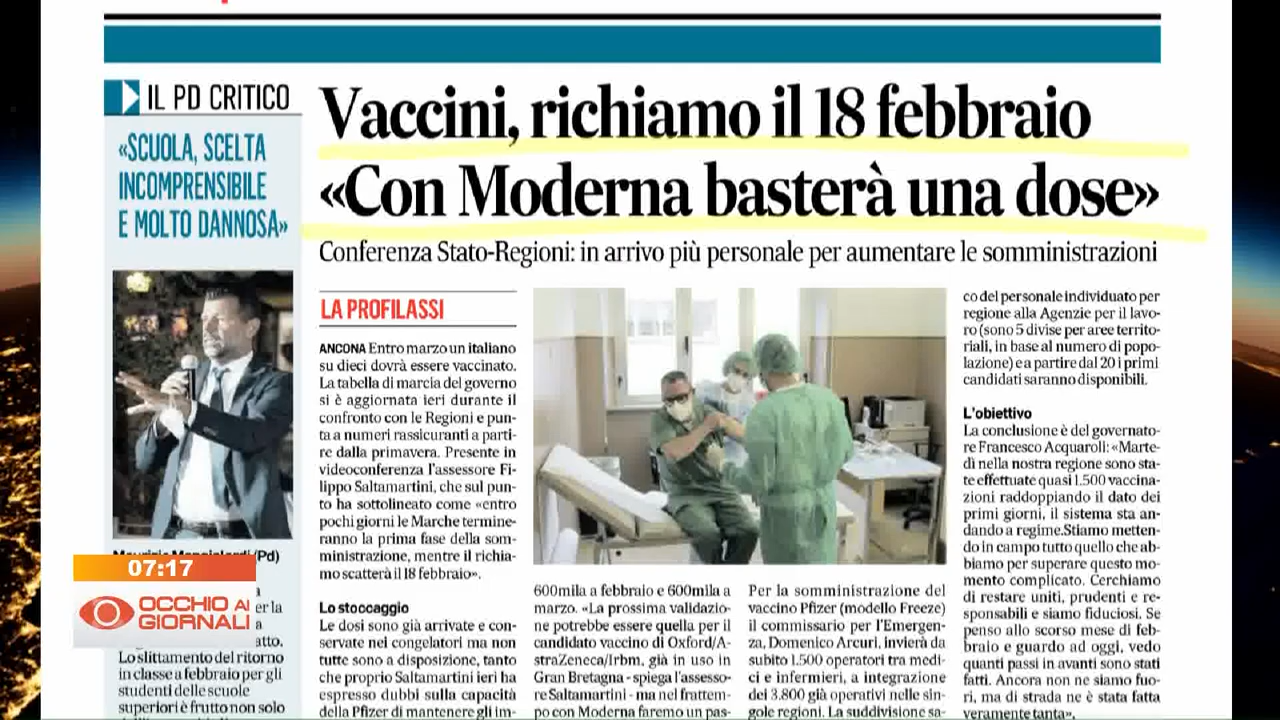 IL PD CRITICO
«SCUOLA, SCELTA
INCOMPRENSIBILE
E MOLTO DANNOSA»
(Pd)
07:17
OCCHIO AI
GIORNALI
er la
a
atto.
Lo slittamento del ritorno
in classe a febbraio per gli
studenti delle scuole
superiori è frutto non solo
Vaccini, richiamo il 18 febbraio
«Con Moderna basterà una dose»
Conferenza Stato-Regioni: in arrivo più personale per aumentare le somministrazioni
LA PROFILASSI
ANCONA Entro marzo un italiano
su dieci dovrà essere vaccinato.
La tabella di marcia del governo
si è aggiornata ieri durante il
confronto con le Regioni e pun-
ta a numeri rassicuranti a parti-
re dalla primavera. Presente in
videoconferenza l'assessore Fi-
lippo Saltamartini, che sul pun-
to ha sottolineato come «entro
pochi giorni le Marche termine-
ranno la prima fase della som-
ministrazione, mentre il richia-
mo scatterà il 18 febbraio».
Lo stoccaggio
Le dosi sono già arrivate e con-
servate nei congelatori ma non
tutte sono a disposizione, tanto
che proprio Saltamartini ieri ha
espresso dubbi sulla capacità
della Pfizer di mantenere gli im-
600mila a febbraio e 600mila a
marzo. «La prossima validazio-
ne potrebbe essere quella per il
candidato vaccino di Oxford/A-
straZeneca/Irbm, già in uso in
Gran Bretagna - spiega l'assesso-
re Saltamartini - ma nel frattem-
po con Moderna faremo un pas-
Per la somministrazione del
vaccino Pfizer (modello Freeze)
il commissario per l'Emergen-
za, Domenico Arcuri, invierà da
subito 1.500 operatori tra medi-
ci e infermieri, a integrazione
dei 3.800 già operativi nelle sin-
gole regioni. La suddivisione sa-
co del personale individuato per
regione alla Agenzie per il lavo-
ro (sono 5 divise per aree territo-
riali, in base al numero di popo-
lazione) e a partire dal 20 i primi
candidati saranno disponibili.
L'obiettivo
La conclusione è del governato-
re Francesco Acquaroli: «Marte-
dì nella nostra regione sono sta-
te effettuate quasi 1.500 vaccina-
zioni raddoppiando il dato dei
primi giorni, il sistema sta an-
dando a regime.Stiamo metten-
do in campo tutto quello che ab-
biamo per superare questo mo-
mento complicato. Cerchiamo
di restare uniti, prudenti e re-
sponsabili e siamo fiduciosi. Se
penso allo scorso mese di feb-
braio e guardo ad oggi, vedo
quanti passi in avanti sono stati
fatti. Ancora non ne siamo fuo-
ri, ma di strada ne è stata fatta
veramente tanta».